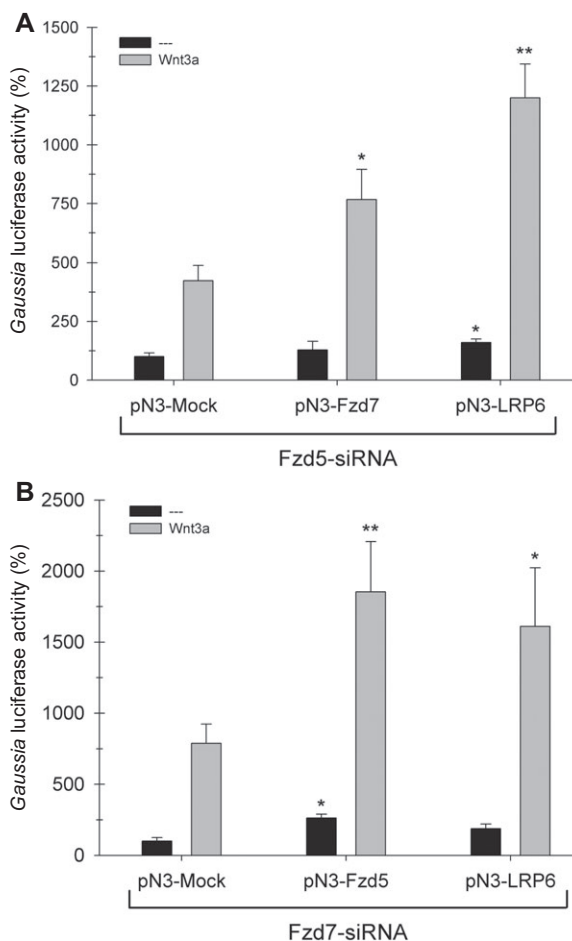 A
Gaussia luciferase activity (%)
1500
1250
1000
750
500
250
0
---
Wnt3a
*
*
**
pN3-Mock pN3-Fzd7 pN3-LRP6
Fzd5-siRNA
B
Gaussia luciferase activity (%)
2500
2000
1500
1000
500
0
---
Wnt3a
*
**
*
pN3-Mock pN3-Fzd5 pN3-LRP6
Fzd7-siRNA